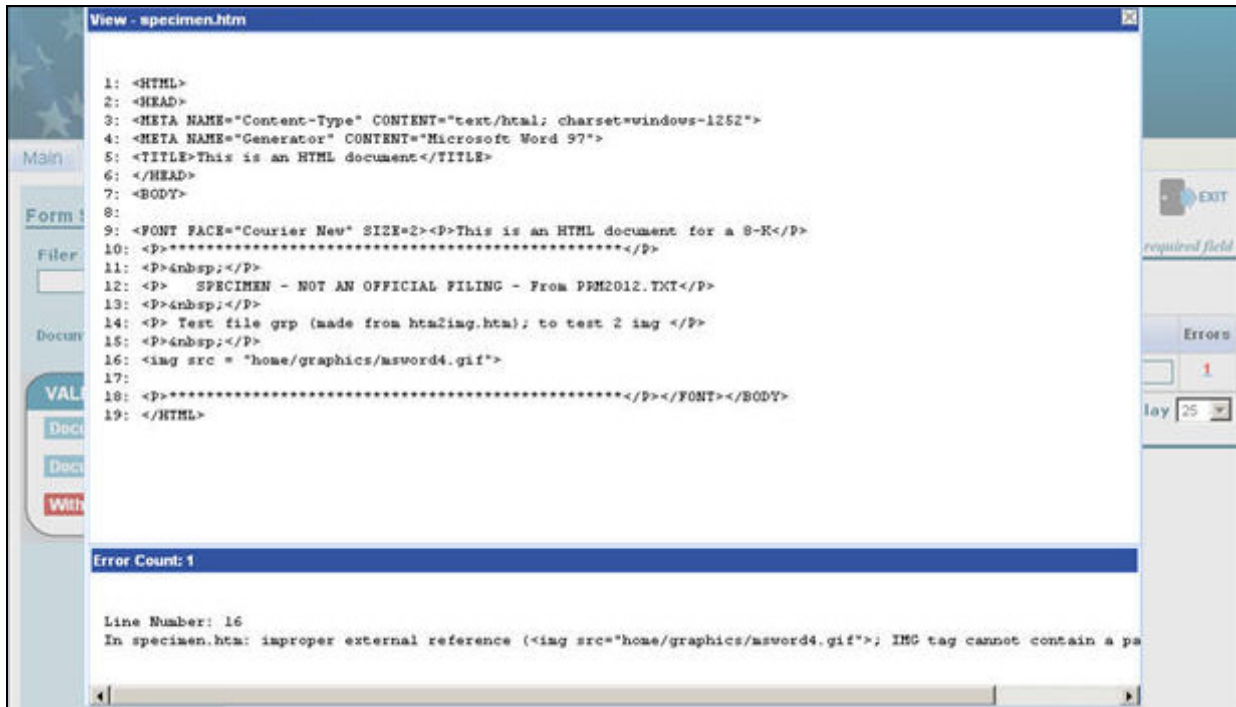 View - specimen.htm
1: <HTML>
2: <HEAD>
3: <META NAME="Content-Type" CONTENT="text/html; charset=windows-1252">
4: <META NAME="Generator" CONTENT="Microsoft Word 97">
5: <TITLE>This is an HTML document</TITLE>
6: </HEAD>
7: <BODY>
8:
9: <FONT FACE="Courier New" SIZE=2><P>This is an HTML document for a 8-K</P>
10: <P>**************************************************</P>
11: <P>&nbsp;</P>
12: <P>   SPECIMEN - NOT AN OFFICIAL FILING - From PRM2012.TXT</P>
13: <P>&nbsp;</P>
14: <P> Test file grp (made from htm2img.htm); to test 2 img </P>
15: <P>&nbsp;</P>
16: <img src = "home/graphics/msword4.gif">
17:
18: <P>**************************************************</P></FONT></BODY>
19: </HTML>
Main
EXIT
Form S
Filer
required field
Docum
Errors
VALI
1
Docu
lay 25
Docu
With
Error Count: 1
Line Number: 16
In specimen.htm: improper external reference (<img src="home/graphics/msword4.gif">; IMG tag cannot contain a pa